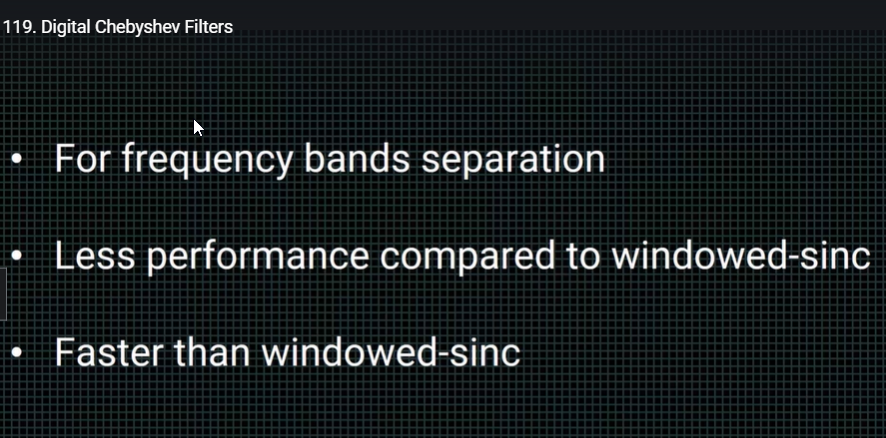 119. Digital Chebyshev Filters
• For frequency bands separation
• Less performance compared to windowed-sinc
• Faster than windowed-sinc